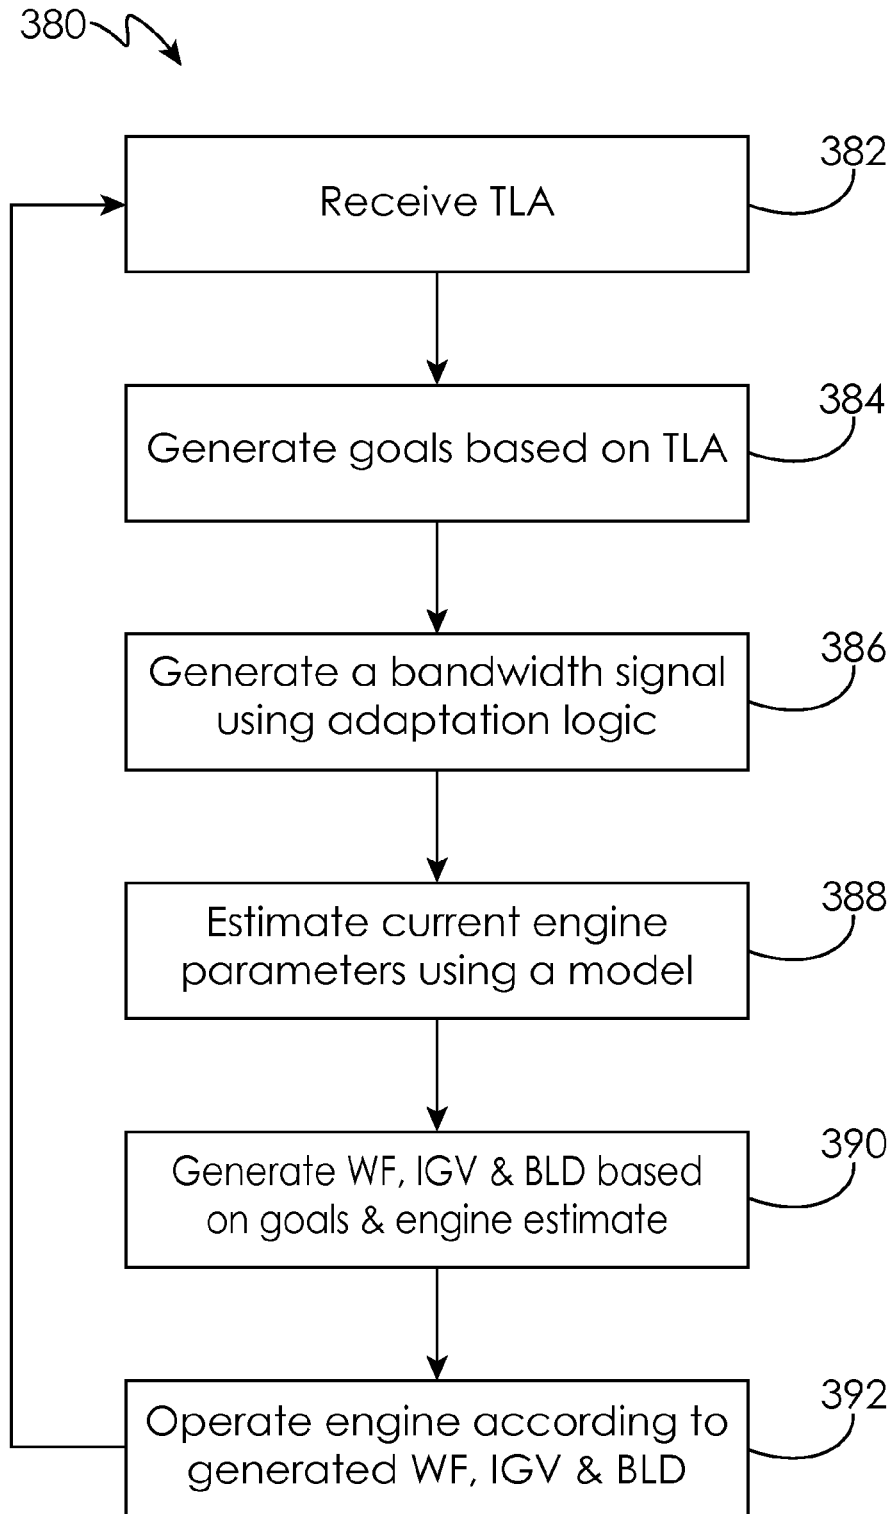 380
382
Receive TLA
384
Generate goals based on TLA
386
Generate a bandwidth signal
using adaptation logic
388
Estimate current engine
parameters using a model
390
Generate WF, IGV & BLD based
on goals & engine estimate
392
Operate engine according to
generated WF, IGV & BLD